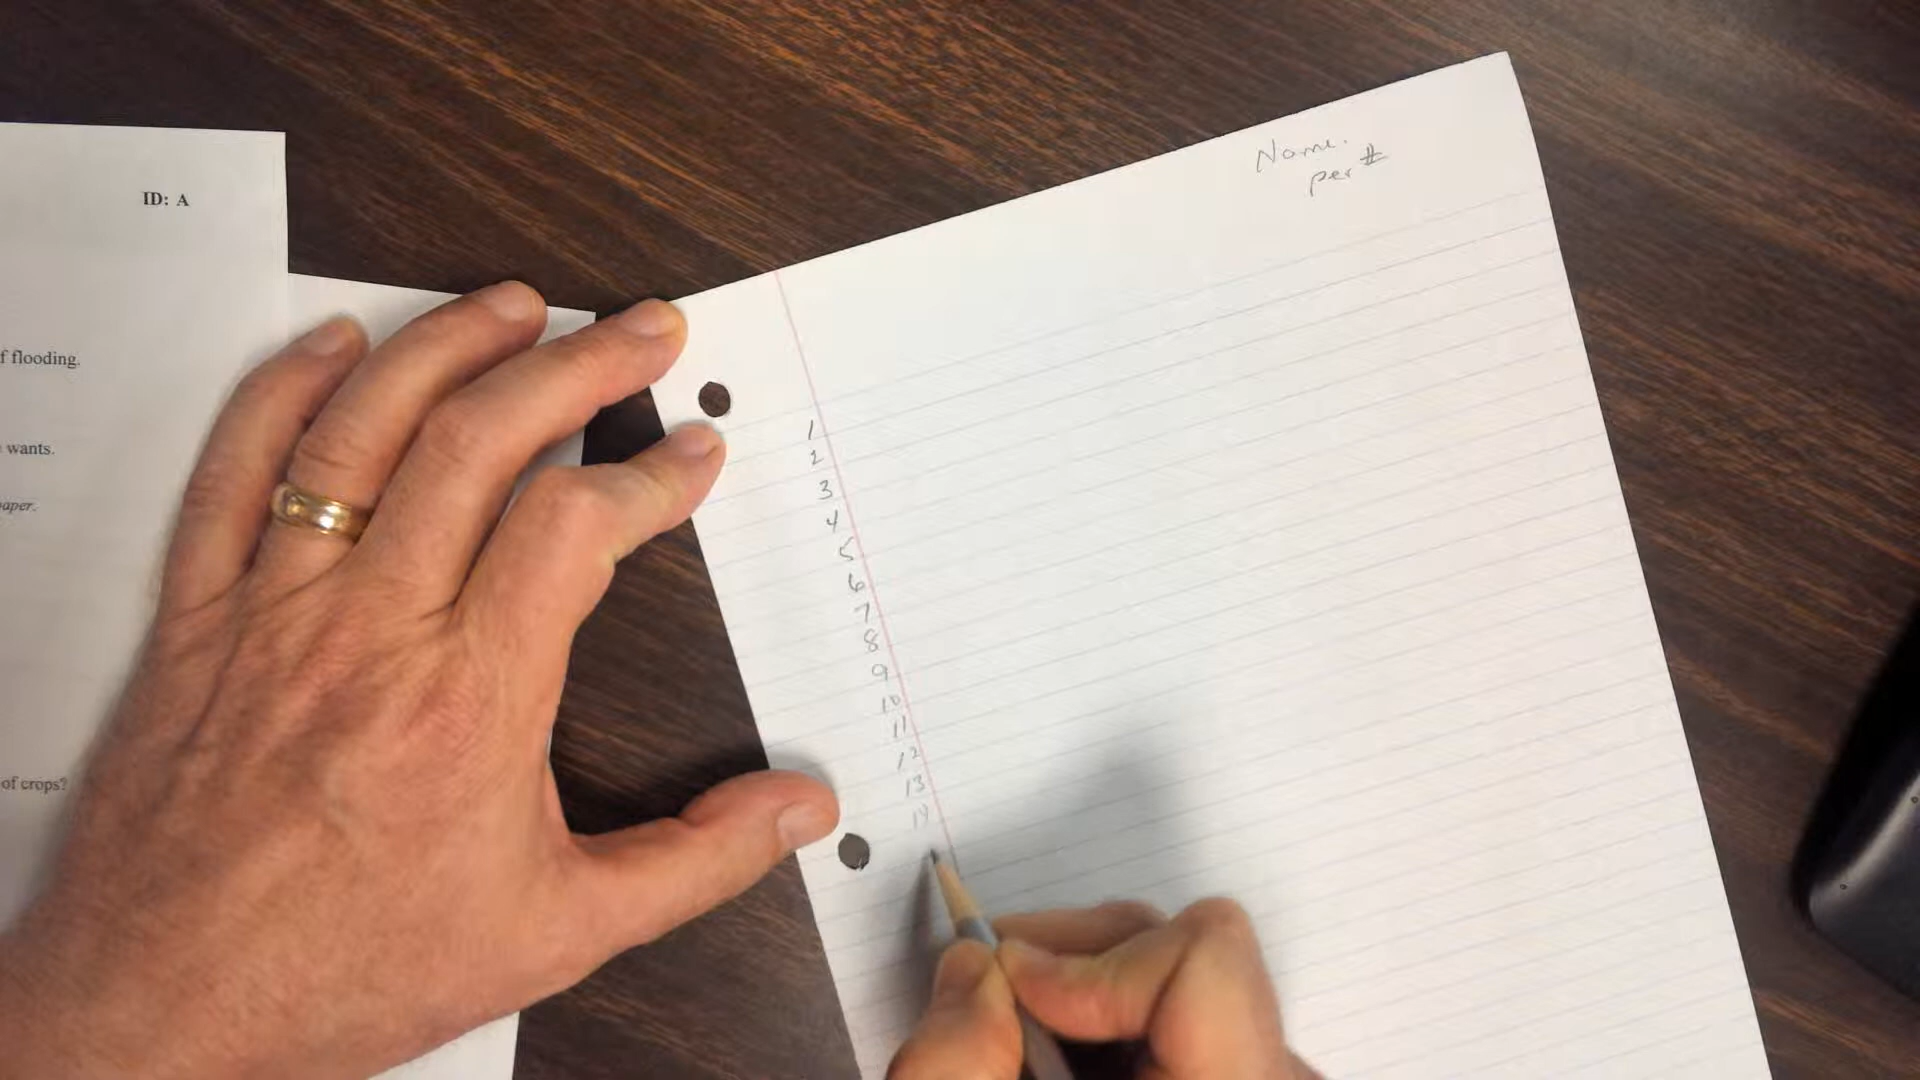 ID: A
f flooding.
wants.
aper.
of crops?
Name.
per #
1
2
3
4
5
6
7
8
9
10
11
12
13
14